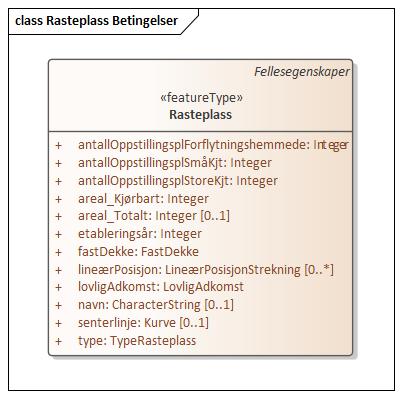 class Rasteplass Betingelser
Fellesegenskaper
«featureType»
Rasteplass
+ antallOppstillingsplForflytningshemmede: Integer
+ antallOppstillingsplSmåKjt: Integer
+ antallOppstillingsplStoreKjt: Integer
+ areal_Kjørbart: Integer
+ areal_Totalt: Integer [0..1]
+ etableringsår: Integer
+ fastDekke: FastDekke
+ lineærPosisjon: LineærPosisjonStrekning [0..*]
+ lovligAdkomst: LovligAdkomst
+ navn: CharacterString [0..1]
+ senterlinje: Kurve [0..1]
+ type: TypeRasteplass